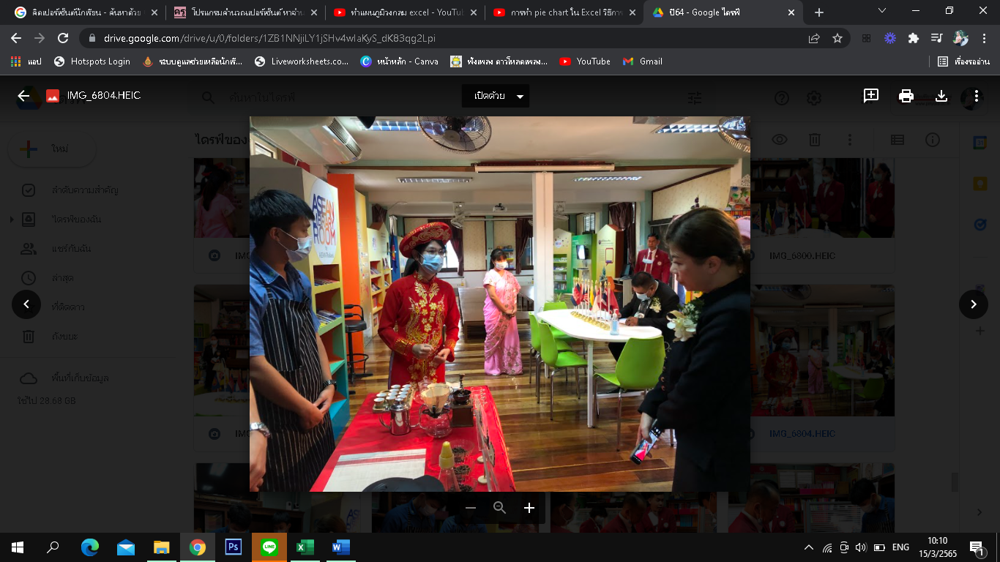 คิดเปอร์เซ็นต์นักเรียน - ค้นหาด้วย
โปรแกรมคำนวณเปอร์เซ็นต์ หาจำน
ทําแผนภูมิวงกลม excel - YouTu
การทำ pie chart ใน Excel วิธีการ
ปี64 - Google ไดรฟ์
drive.google.com/drive/u/0/folders/1ZB1NNjiLY1jSHv4wIaKyS_dK83qg2Lpi
แอป
Hotspots Login
ระบบดูแลช่วยเหลือนักเรี...
Liveworksheets.co...
หน้าหลัก - Canva
ฟังเพลง ดาวโหลดเพลง...
YouTube
Gmail
เรื่องรออ่าน
IMG_6804.HEIC
ค้นหาในไดรฟ์
เปิดด้วย
ใหม่
ไดรฟ์ของ
ลำดับความสำคัญ
ไดรฟ์ของฉัน
แชร์กับฉัน
ล่าสุด
ที่ติดดาว
ถังขยะ
พื้นที่เก็บข้อมูล
ใช้ไป 28.68 GB
ASEAN
ROOM
IMG_6800.HEIC
IMG_6804.HEIC
Ps
LINE
ENG
10:10
15/3/2565
1